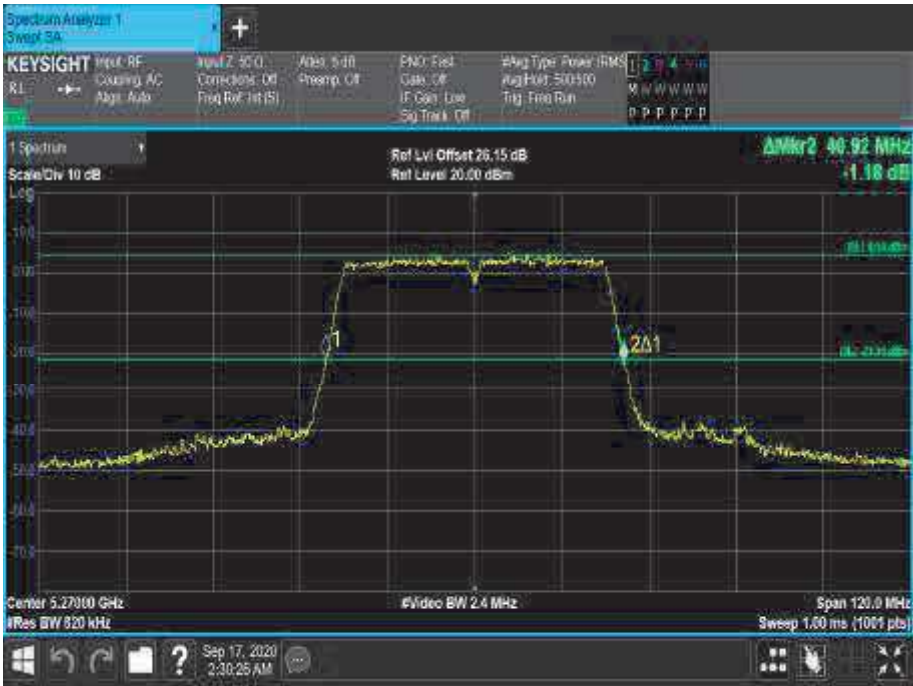 Spectrum Analyzer 1
Swept SA
KEYSIGHT
Input: RF
Coupling: AC
Align: Auto
Input Z: 50 Ω
Corrections: Off
Freq Ref: Int (S)
Atten: 6 dB
Preamp: Off
PNO: Fast
Gate: Off
IF Gain: Low
Sig Track: Off
#Avg Type: Power (RMS
Avg|Hold: 500/500
Trig: Free Run
M W W W W W
P P P P P P
1 Spectrum
Scale/Div 10 dB
Ref Lvl Offset 26.15 dB
Ref Level 20.00 dBm
ΔMkr2 40.92 MHz
-1.18 dB
Log
1
2Δ1
Center 5.27000 GHz
#Video BW 2.4 MHz
Span 120.0 MHz
#Res BW 820 kHz
Sweep 1.00 ms (1001 pts)
Sep 17, 2020
2:30:26 AM